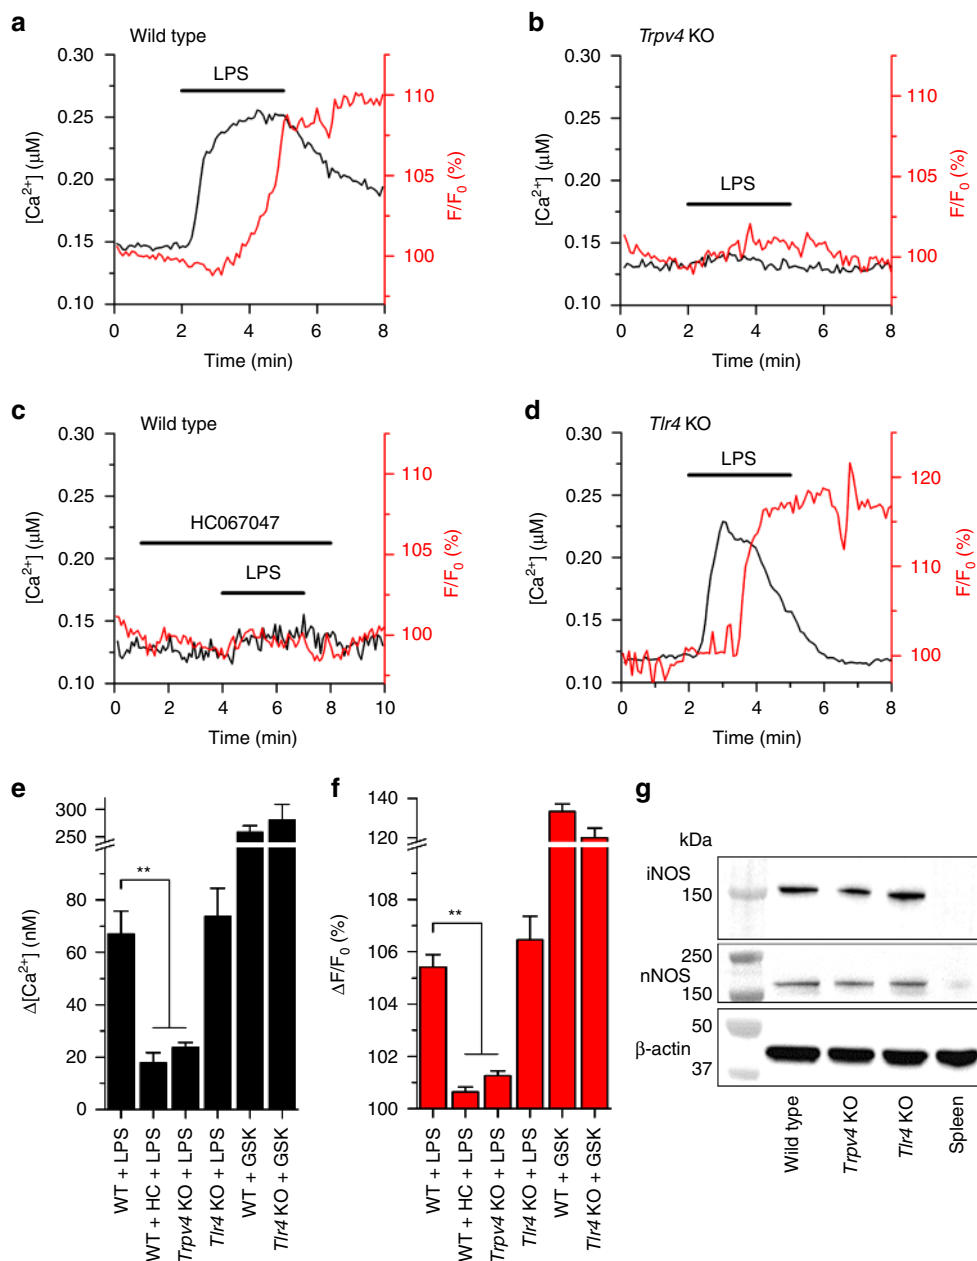 a
Wild type
LPS
0.30
0.25
0.20
0.15
0.10
[Ca²⁺] (μM)
110
105
100
F/F₀ (%)
0 2 4 6 8
Time (min)
b
Trpv4 KO
LPS
0.30
0.25
0.20
0.15
0.10
[Ca²⁺] (μM)
110
105
100
F/F₀ (%)
0 2 4 6 8
Time (min)
c
Wild type
HC067047
LPS
0.30
0.25
0.20
0.15
0.10
[Ca²⁺] (μM)
110
105
100
F/F₀ (%)
0 2 4 6 8 10
Time (min)
d
Tlr4 KO
LPS
0.30
0.25
0.20
0.15
0.10
[Ca²⁺] (μM)
120
110
100
F/F₀ (%)
0 2 4 6 8
Time (min)
e
300
250
80
60
40
20
0
Δ[Ca²⁺] (nM)
**
WT + LPS
WT + HC + LPS
Trpv4 KO + LPS
Tlr4 KO + LPS
WT + GSK
Tlr4 KO + GSK
f
140
120
108
106
104
102
100
ΔF/F₀ (%)
**
WT + LPS
WT + HC + LPS
Trpv4 KO + LPS
Tlr4 KO + LPS
WT + GSK
Tlr4 KO + GSK
g
kDa
iNOS
150
250
nNOS
150
50
β-actin
37
Wild type
Trpv4 KO
Tlr4 KO
Spleen